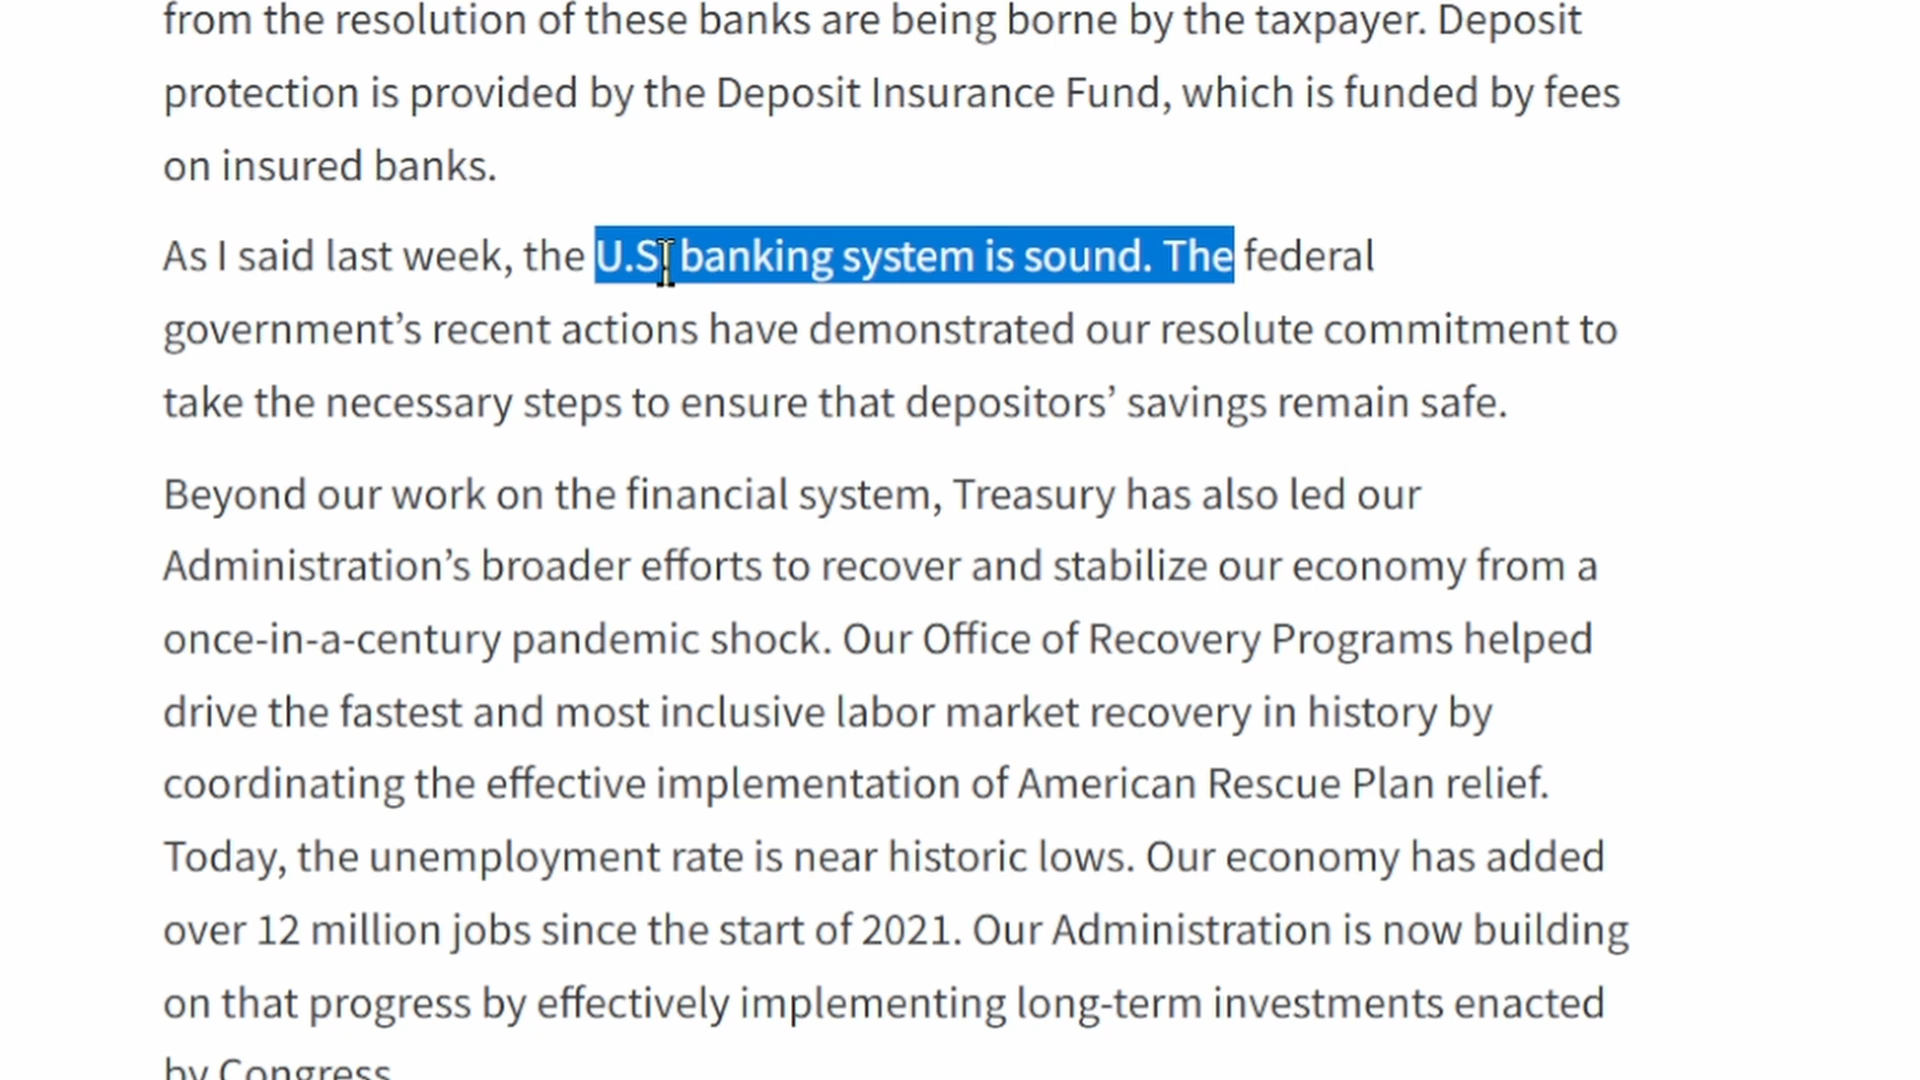 from the resolution of these banks are being borne by the taxpayer. Deposit
protection is provided by the Deposit Insurance Fund, which is funded by fees
on insured banks.
As I said last week, the U.S. banking system is sound. The federal
government’s recent actions have demonstrated our resolute commitment to
take the necessary steps to ensure that depositors’ savings remain safe.
Beyond our work on the financial system, Treasury has also led our
Administration’s broader efforts to recover and stabilize our economy from a
once-in-a-century pandemic shock. Our Office of Recovery Programs helped
drive the fastest and most inclusive labor market recovery in history by
coordinating the effective implementation of American Rescue Plan relief.
Today, the unemployment rate is near historic lows. Our economy has added
over 12 million jobs since the start of 2021. Our Administration is now building
on that progress by effectively implementing long-term investments enacted
by Congress.